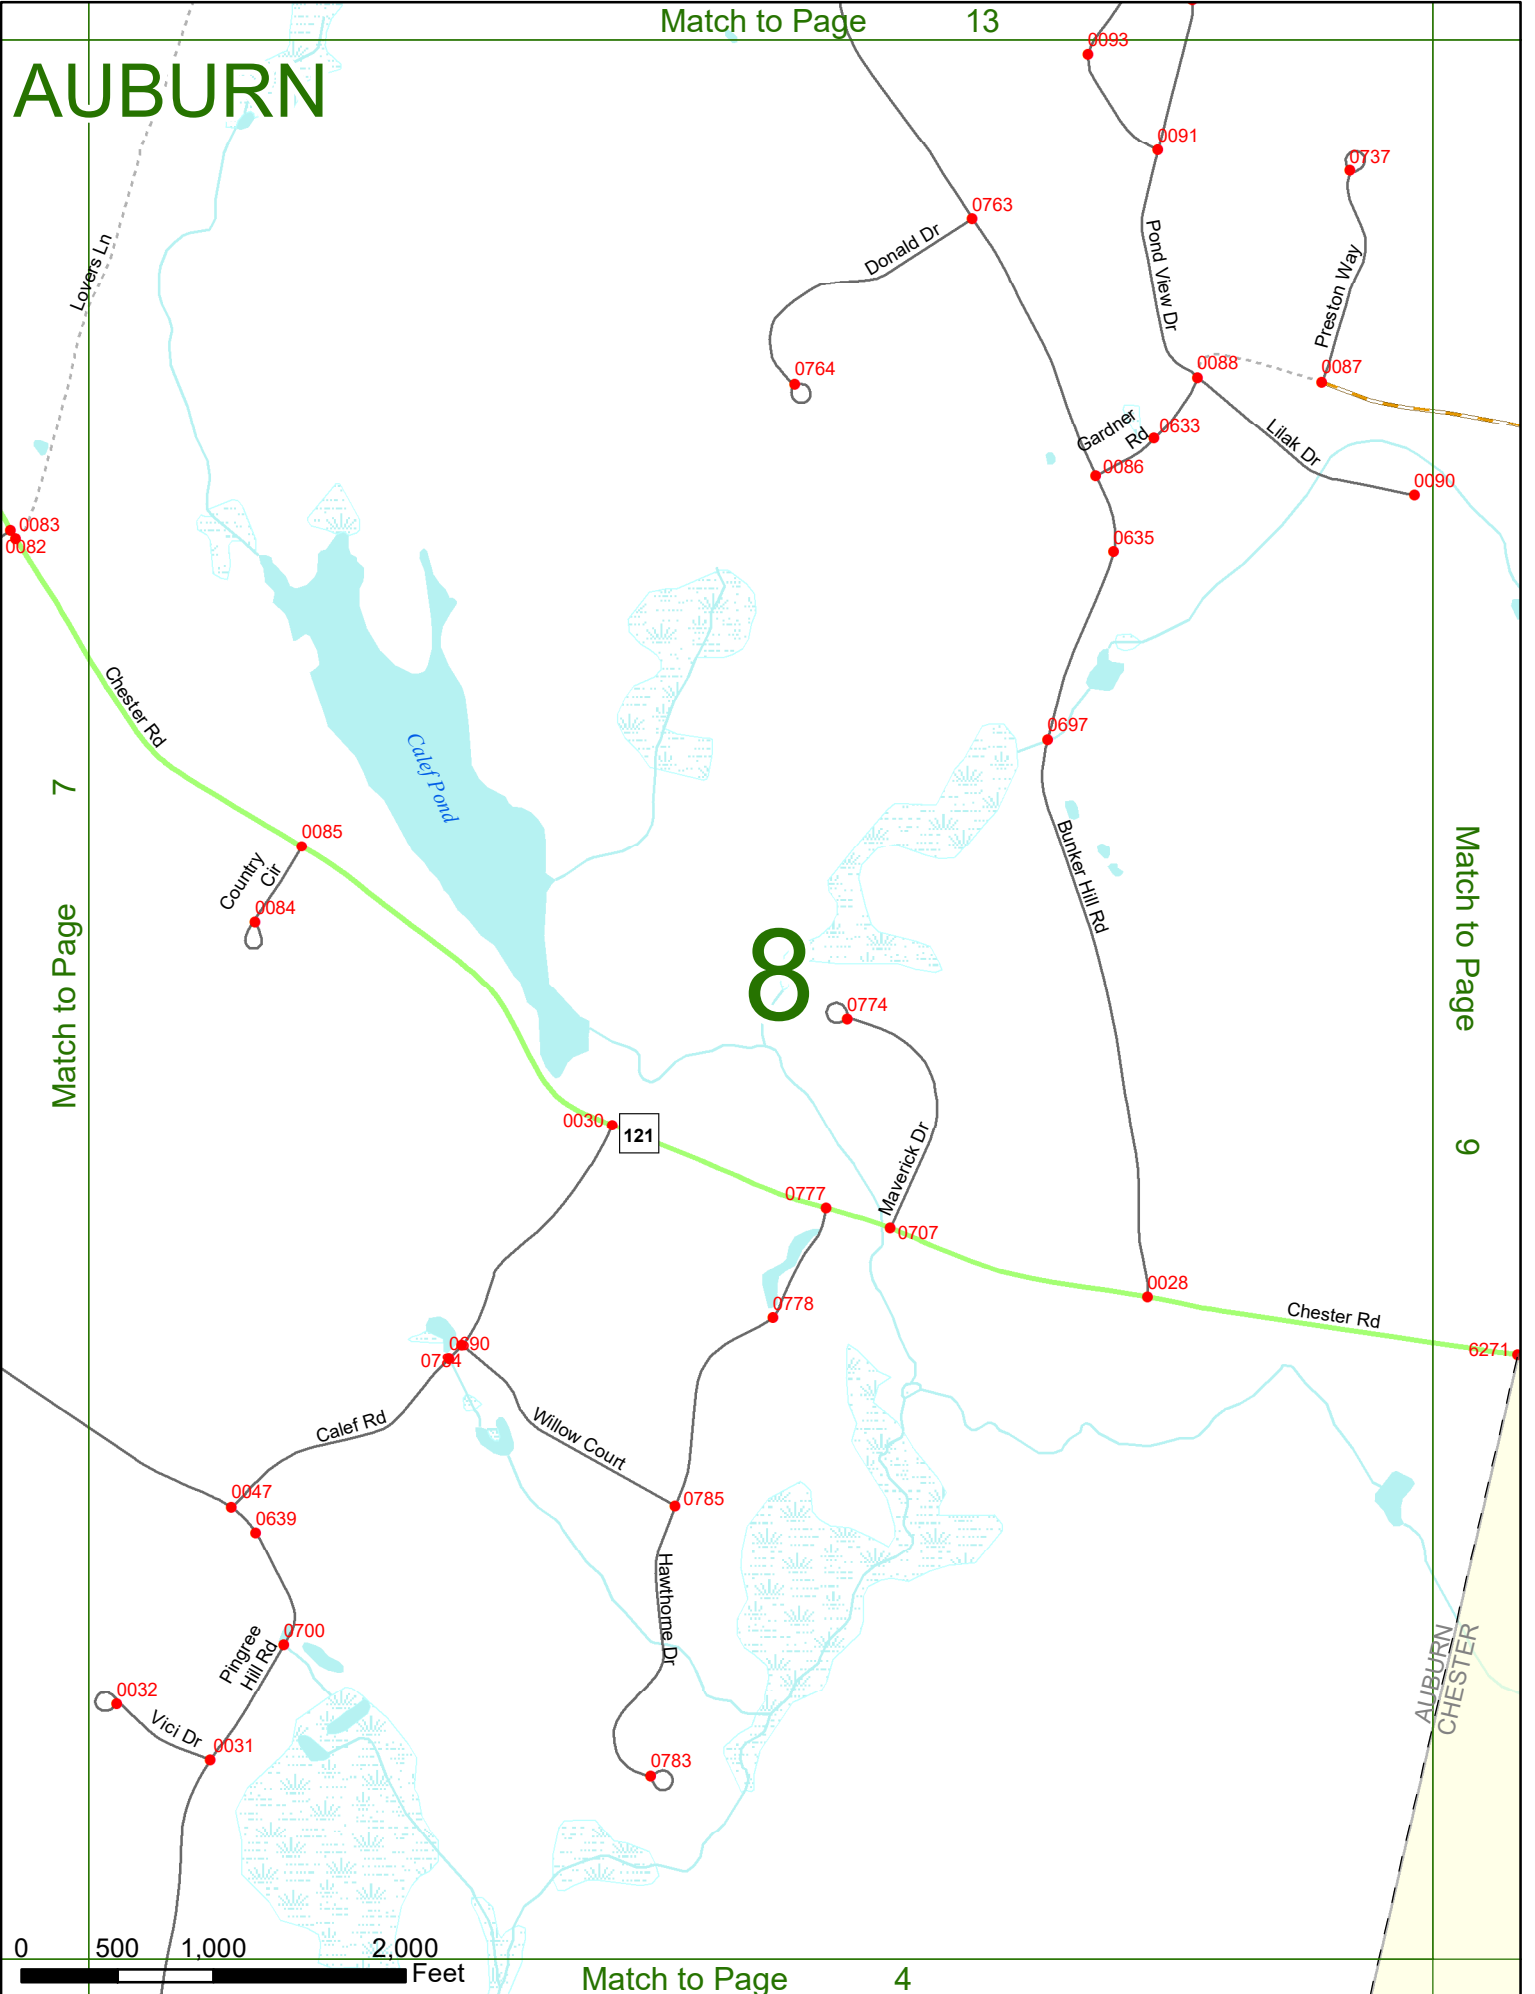 Match to Page 13
AUBURN
0093
0091
0737
0763
Donald Dr
Pond View Dr
Lovers Ln
Preston Way
0764
0088
0087
Gardner
Rd
0633
Lilak Dr
0086
0090
0083
0082
0635
Chester Rd
0697
Calef Pond
Match to Page 7
0085
Country
Cir
0084
Bunker Hill Rd
Match to Page 9
8
0774
0030
121
Maverick Dr
0777
0707
0028
0778
Chester Rd
6271
0690
0784
Calef Rd
Willow Court
0047
0785
0639
Hawthorne Dr
Pingree
Hill Rd
0700
AUBURN
CHESTER
0032
Vici Dr
0031
0783
0 500 1,000 2,000
Feet
Match to Page 4